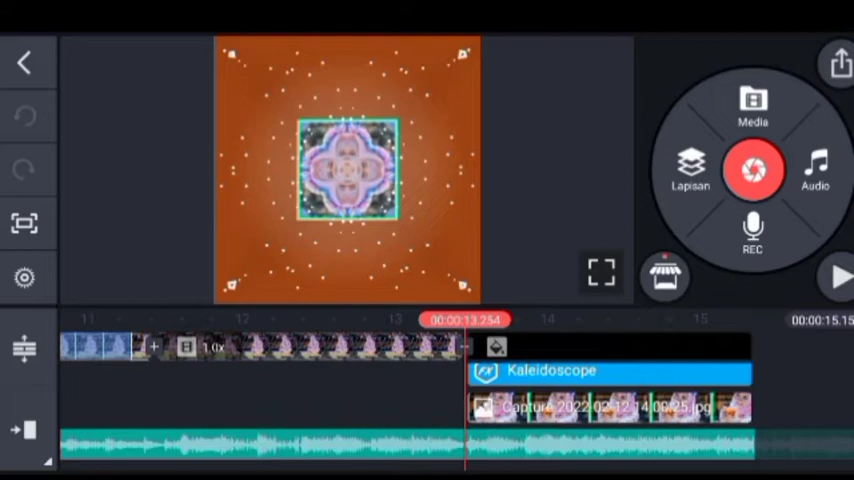 Media
Lapisan
Audio
REC
11
12
13
00:00:13.254
14
15
00:00:15.15
1.0x
Kaleidoscope
Capture 2022-02-12 14.00.25.jpg